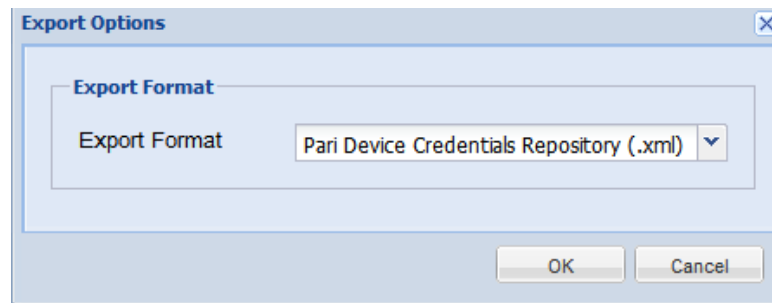 Export Options
Export Format
Export Format Pari Device Credentials Repository (.xml)
OK Cancel